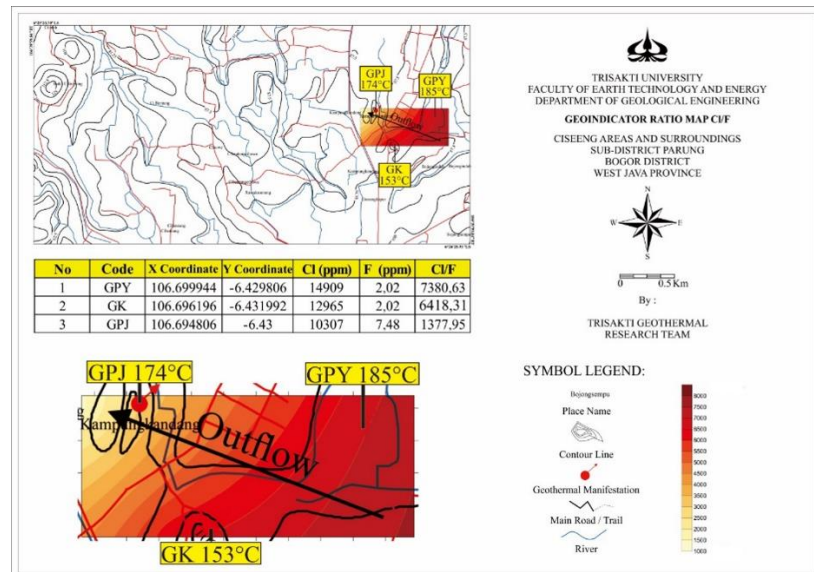 GPJ
174°C
GPY
185°C
Outflow
GK
153°C
TRISAKTI UNIVERSITY
FACULTY OF EARTH TECHNOLOGY AND ENERGY
DEPARTMENT OF GEOLOGICAL ENGINEERING
GEOINDICATOR RATIO MAP Cl/F
CISEENG AREAS AND SURROUNDINGS
SUB-DISTRICT PARUNG
BOGOR DISTRICT
WEST JAVA PROVINCE
N
W E
S
0 0.5 Km
By :
TRISAKTI GEOTHERMAL
RESEARCH TEAM
No Code X Coordinate Y Coordinate Cl (ppm) F (ppm) Cl/F
1 GPY 106.699944 -6.429806 14909 2,02 7380,63
2 GK 106.696196 -6.431992 12965 2,02 6418,31
3 GPJ 106.694806 -6.43 10307 7,48 1377,95
GPJ 174°C
GPY 185°C
Kampungkandang
Outflow
GK 153°C
SYMBOL LEGEND:
Bojongsempu
Place Name
Contour Line
Geothermal Manifestation
Main Road / Trail
River
8000
7500
7000
6500
6000
5500
5000
4500
4000
3500
3000
2500
2000
1500
1000